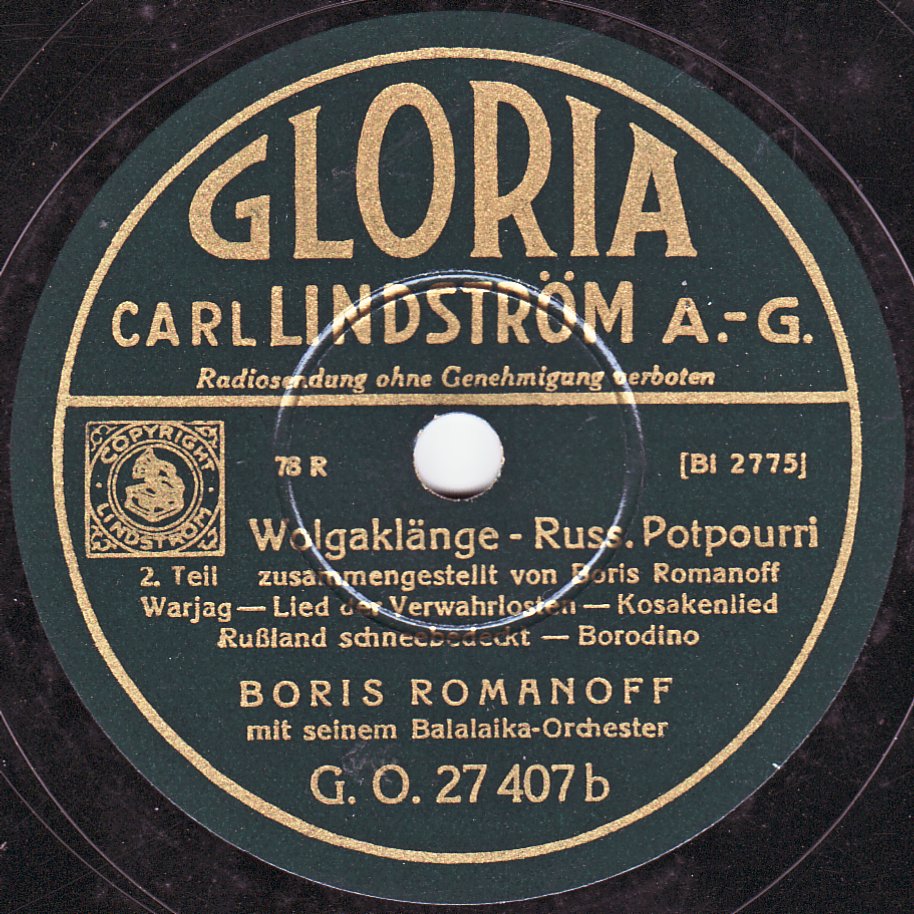 GLORIA
CARL LINDSTRÖM A.-G.
Radiosendung ohne Genehmigung verboten
COPYRIGHT
LINDSTRÖM
78 R
[BI 2775]
Wolgaklänge - Russ. Potpourri
2. Teil zusammengestellt von Boris Romanoff
Warjag — Lied der Verwahrlosten — Kosakenlied
Rußland schneebedeckt — Borodino
BORIS ROMANOFF
mit seinem Balalaika-Orchester
G. O. 27 407 b